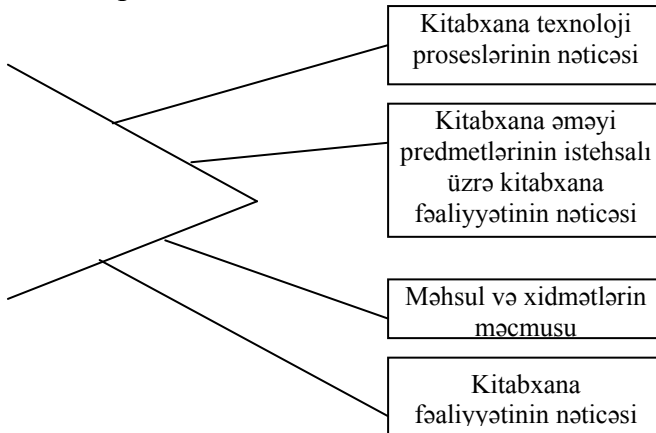 Kitabxana texnoloji
proseslərinin nəticəsi
Kitabxana əməyi
predmetlərinin istehsalı
üzrə kitabxana
fəaliyyətinin nəticəsi
Məhsul və xidmətlərin
məcmusu
Kitabxana
fəaliyyətinin nəticəsi